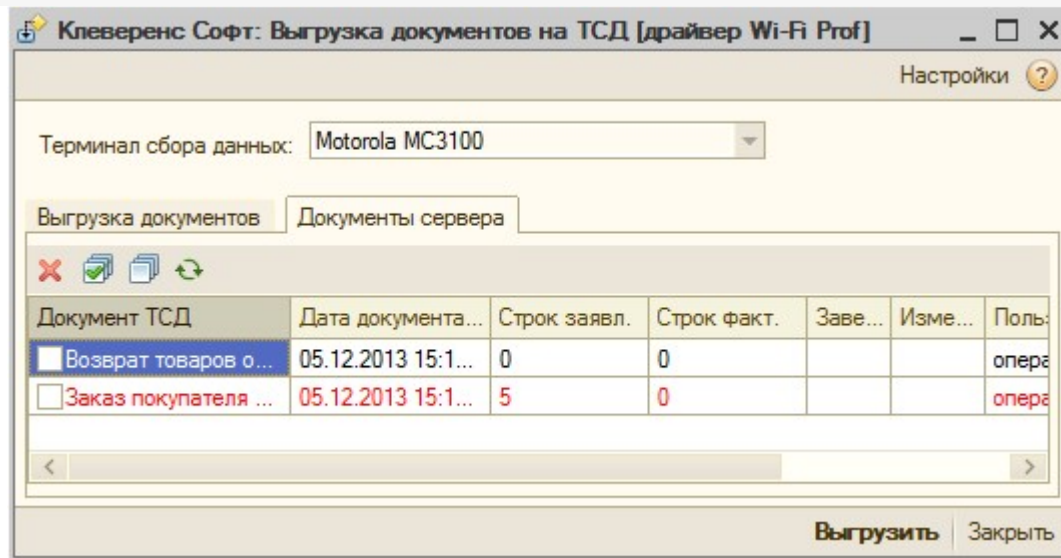 Клеверенс Софт: Выгрузка документов на ТСД [драйвер Wi-Fi Prof]
Настройки ?
Терминал сбора данных: Motorola MC3100
Выгрузка документов Документы сервера
Документ ТСД Дата документа... Строк заявл. Строк факт. Заве... Изме... Поль
Возврат товаров о... 05.12.2013 15:1... 0 0 опера
Заказ покупателя ... 05.12.2013 15:1... 5 0 опера
Выгрузить Закрыть